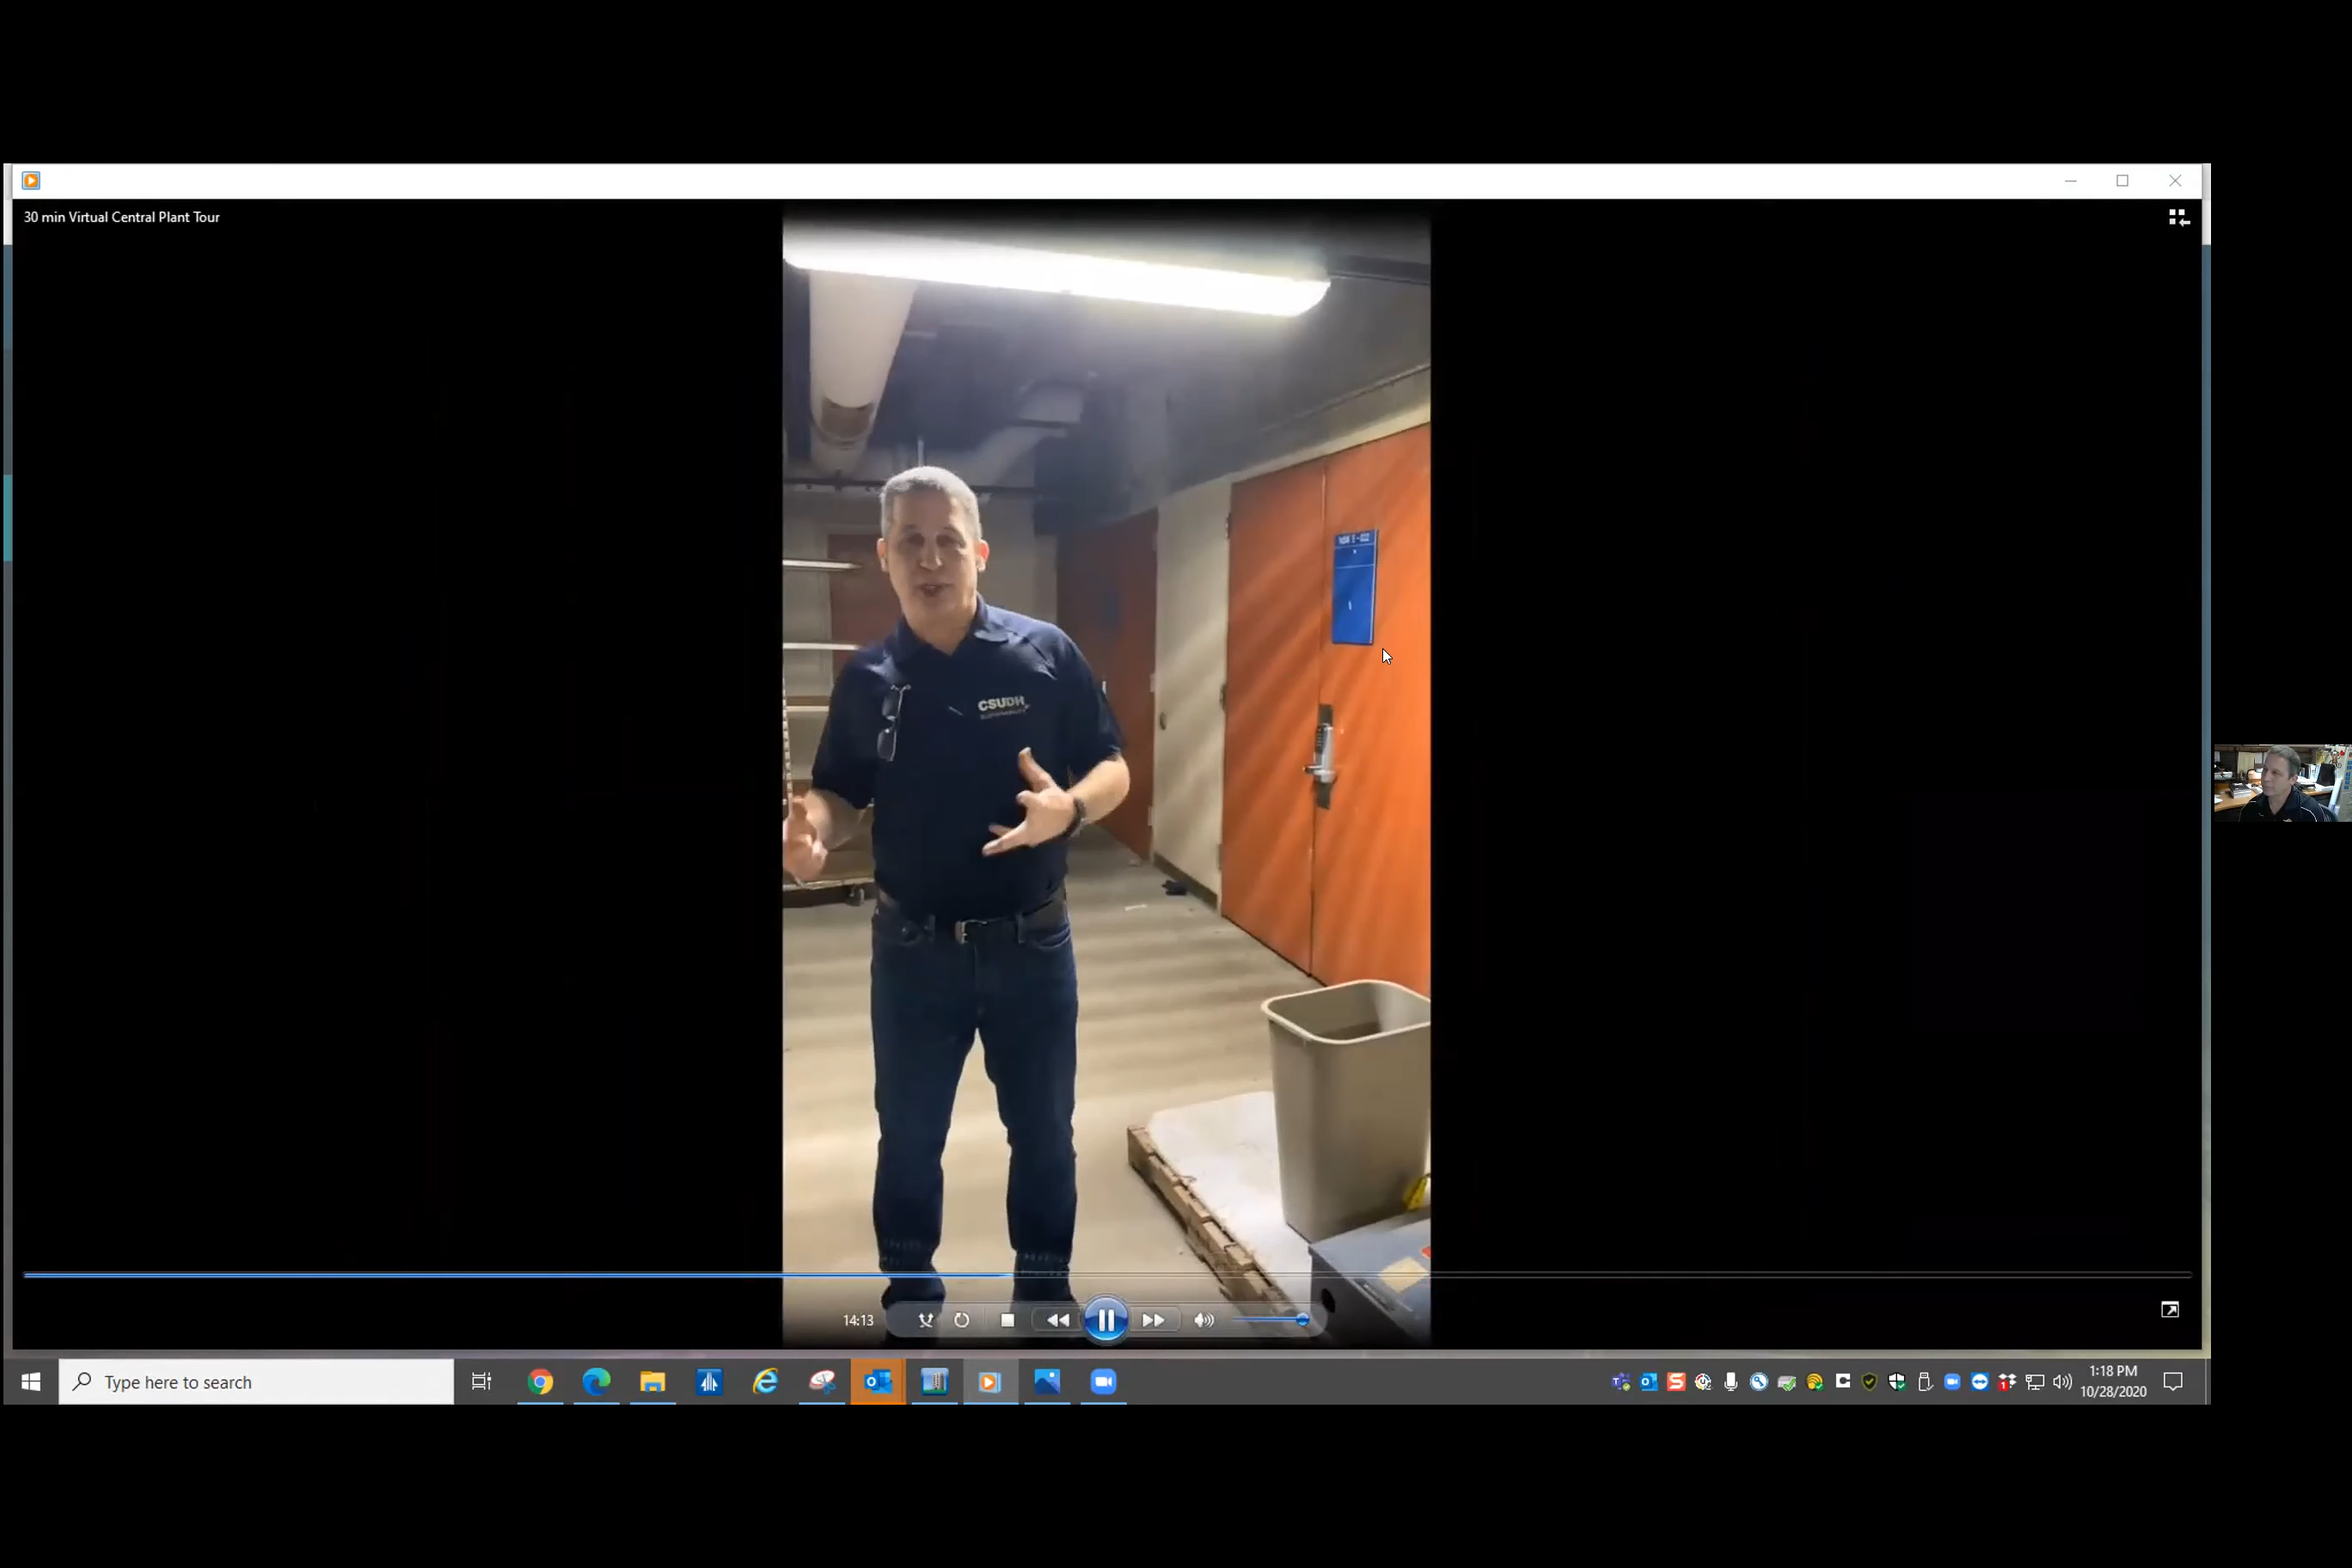 30 min Virtual Central Plant Tour
CSUDH
14:13
Type here to search
1:18 PM
10/28/2020